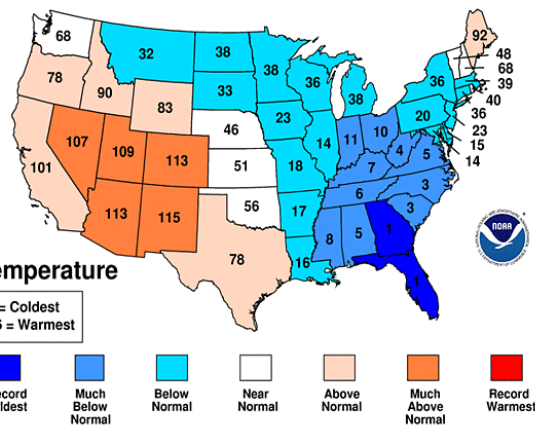 68
92
32
38
38
48
78
90
33
36
38
36
68
39
83
23
40
46
20
36
107
109
113
51
18
14
11
10
4
5
23
15
14
101
7
56
17
6
3
113
115
8
5
1
3
NOAA
78
16
1
emperature
= Coldest
= Warmest
ecord
ldest
Much
Below
Normal
Below
Normal
Near
Normal
Above
Normal
Much
Above
Normal
Record
Warmest